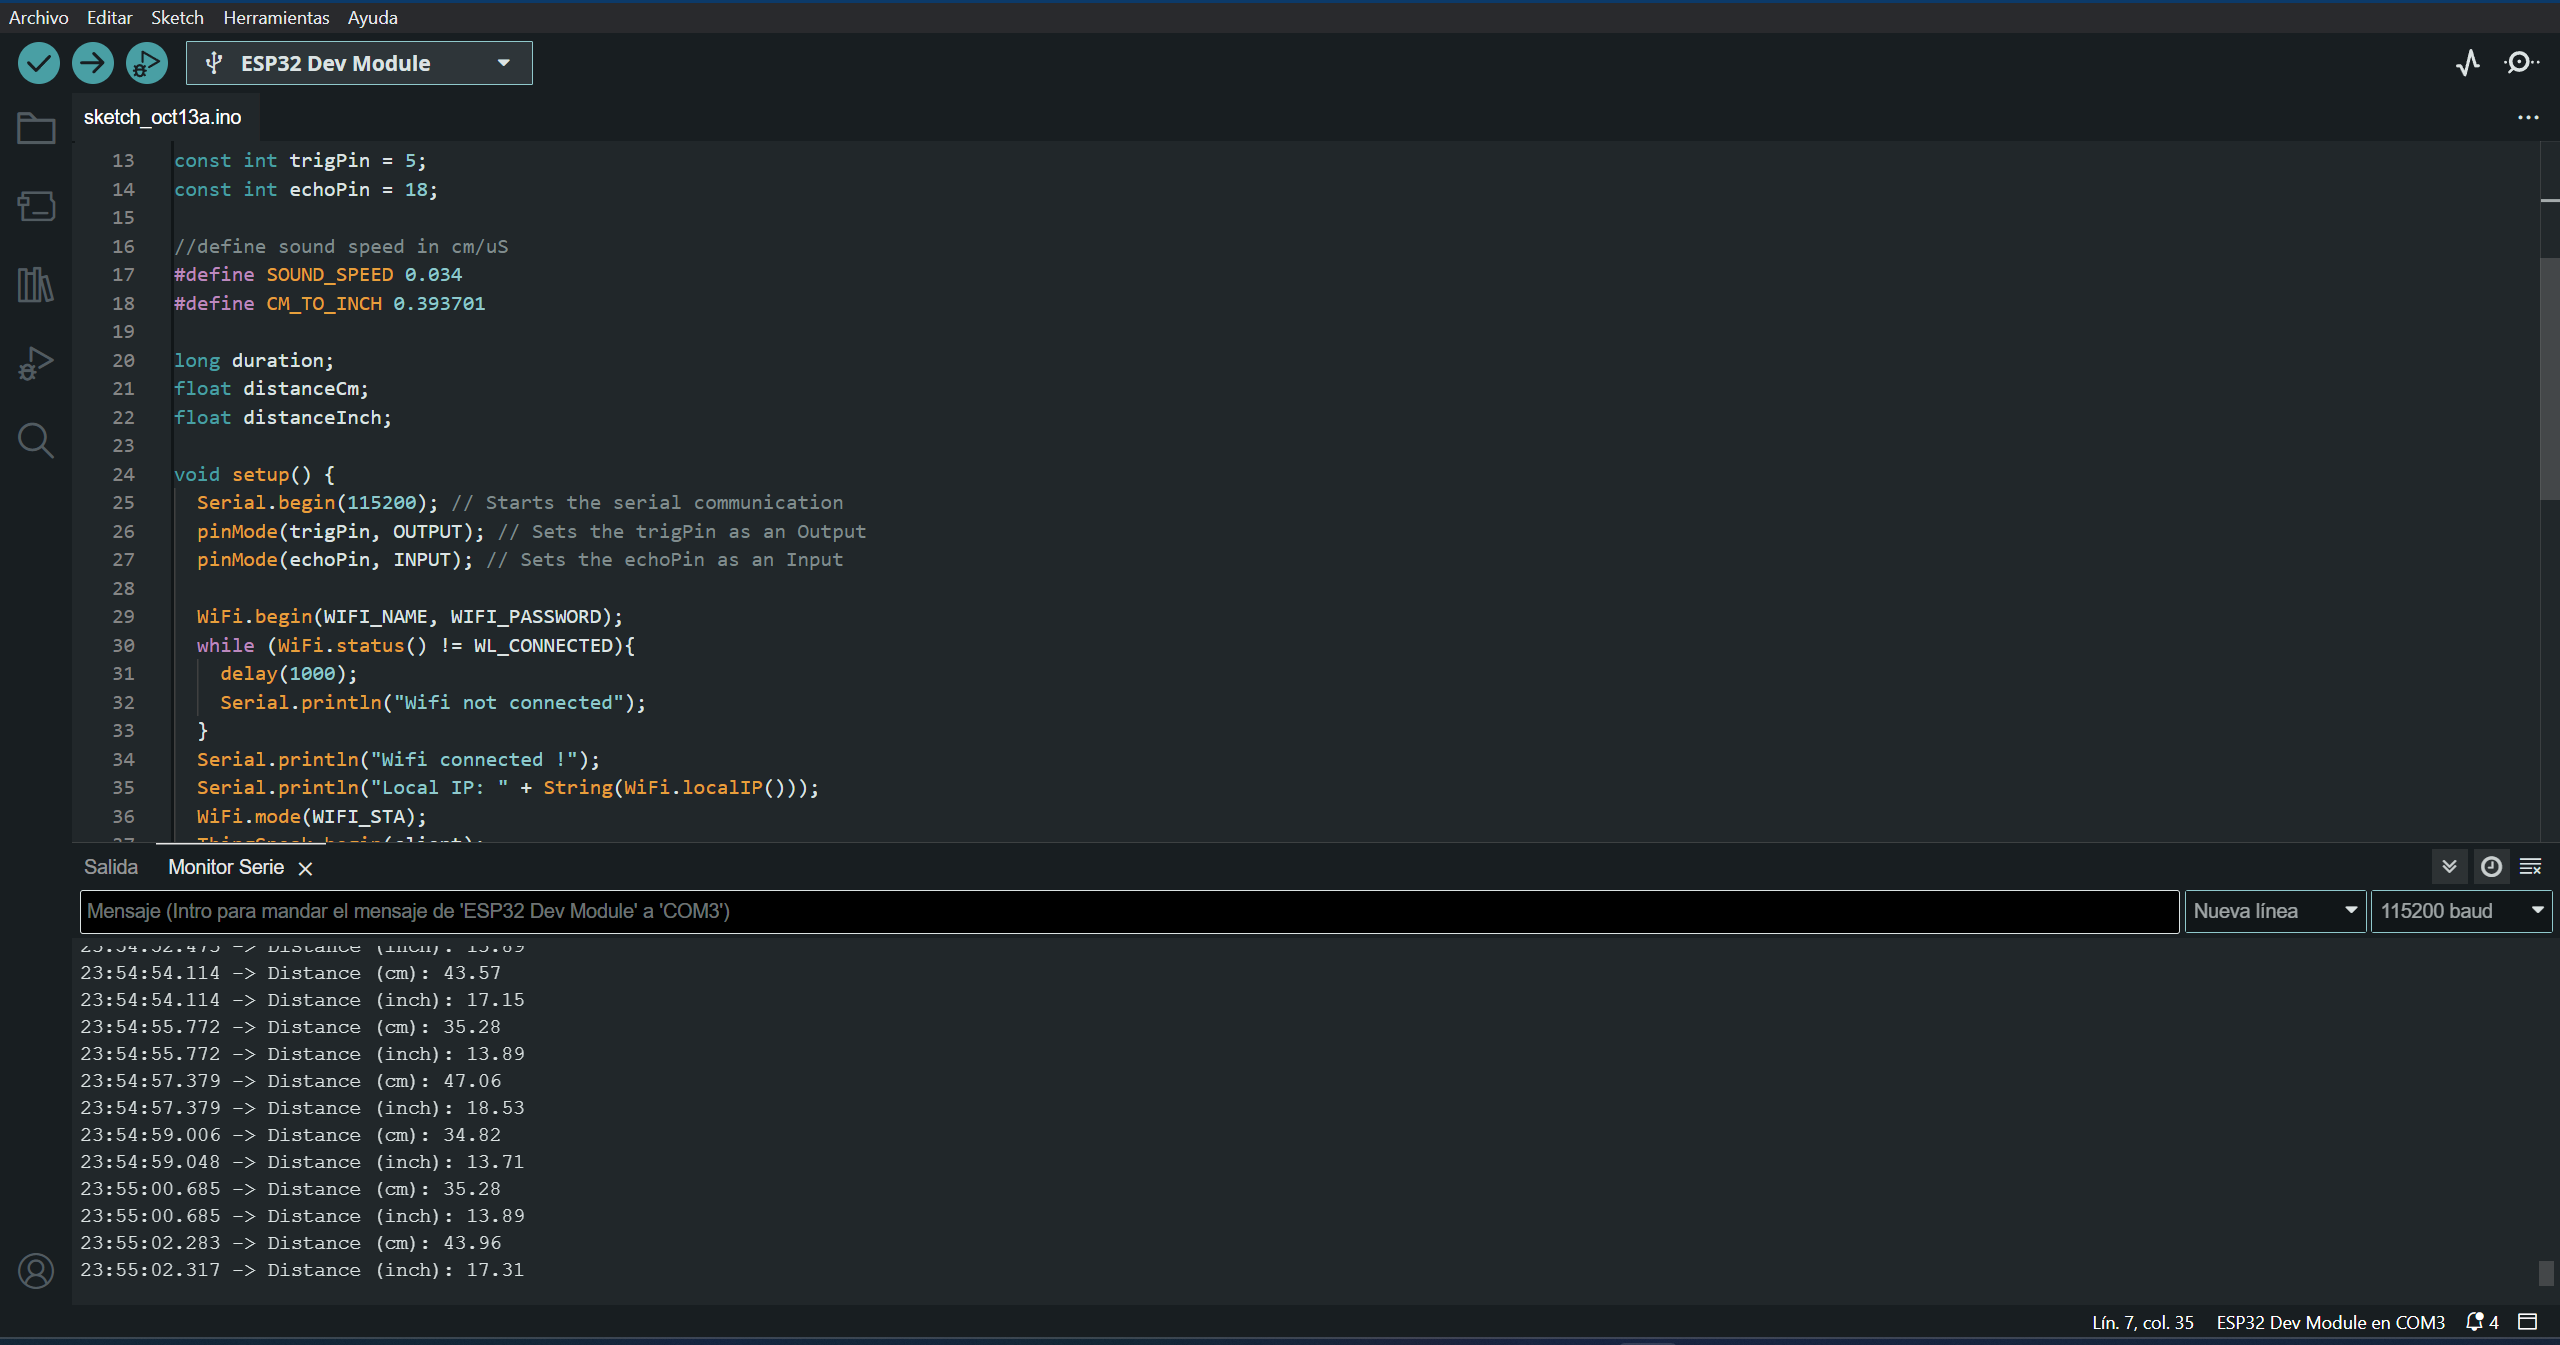 Archivo Editar Sketch Herramientas Ayuda
ESP32 Dev Module
sketch_oct13a.ino
13 const int trigPin = 5;
14 const int echoPin = 18;
15
16 //define sound speed in cm/uS
17 #define SOUND_SPEED 0.034
18 #define CM_TO_INCH 0.393701
19
20 long duration;
21 float distanceCm;
22 float distanceInch;
23
24 void setup() {
25 Serial.begin(115200); // Starts the serial communication
26 pinMode(trigPin, OUTPUT); // Sets the trigPin as an Output
27 pinMode(echoPin, INPUT); // Sets the echoPin as an Input
28
29 WiFi.begin(WIFI_NAME, WIFI_PASSWORD);
30 while (WiFi.status() != WL_CONNECTED){
31 delay(1000);
32 Serial.println("Wifi not connected");
33 }
34 Serial.println("Wifi connected !");
35 Serial.println("Local IP: " + String(WiFi.localIP()));
36 WiFi.mode(WIFI_STA);
Salida Monitor Serie
Mensaje (Intro para mandar el mensaje de 'ESP32 Dev Module' a 'COM3') Nueva línea 115200 baud
23:54:52.473 -> Distance (inch): 13.89
23:54:54.114 -> Distance (cm): 43.57
23:54:54.114 -> Distance (inch): 17.15
23:54:55.772 -> Distance (cm): 35.28
23:54:55.772 -> Distance (inch): 13.89
23:54:57.379 -> Distance (cm): 47.06
23:54:57.379 -> Distance (inch): 18.53
23:54:59.006 -> Distance (cm): 34.82
23:54:59.048 -> Distance (inch): 13.71
23:55:00.685 -> Distance (cm): 35.28
23:55:00.685 -> Distance (inch): 13.89
23:55:02.283 -> Distance (cm): 43.96
23:55:02.317 -> Distance (inch): 17.31
Lín. 7, col. 35 ESP32 Dev Module en COM3 4